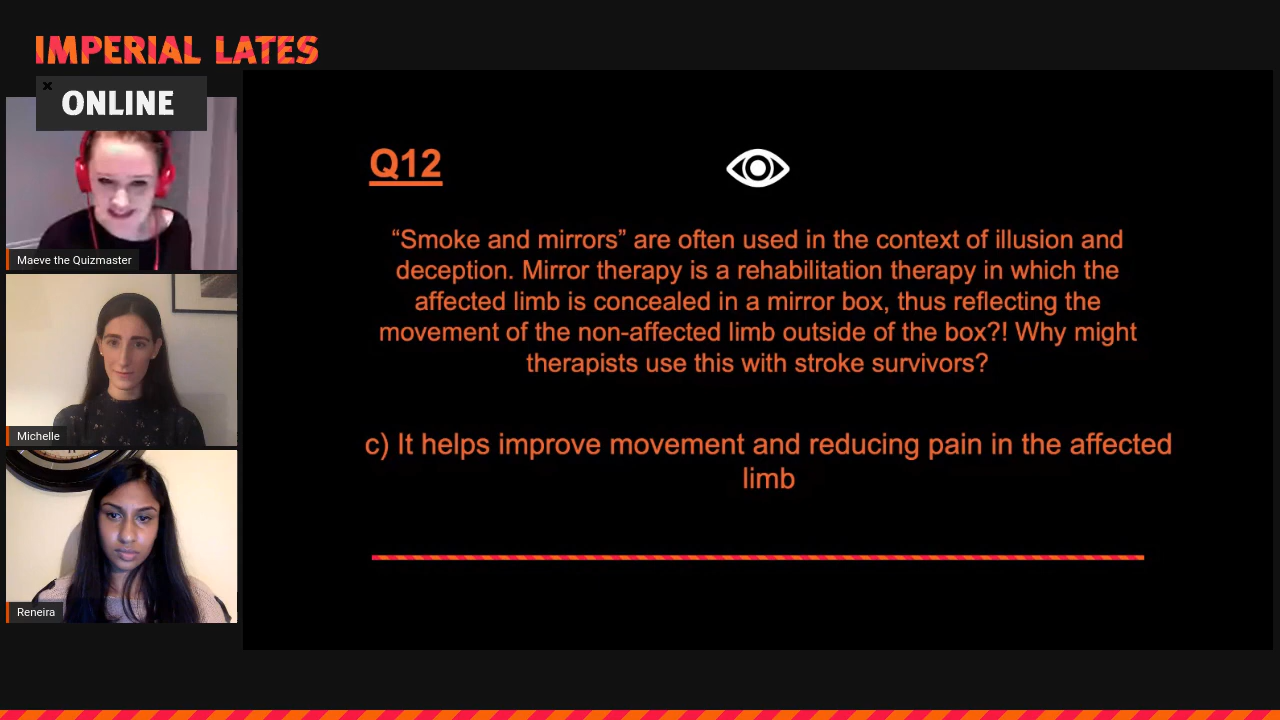 IMPERIAL LATES
ONLINE
Maeve the Quizmaster
Michelle
Reneira
Q12
“Smoke and mirrors” are often used in the context of illusion and
deception. Mirror therapy is a rehabilitation therapy in which the
affected limb is concealed in a mirror box, thus reflecting the
movement of the non-affected limb outside of the box?! Why might
therapists use this with stroke survivors?
c) It helps improve movement and reducing pain in the affected
limb